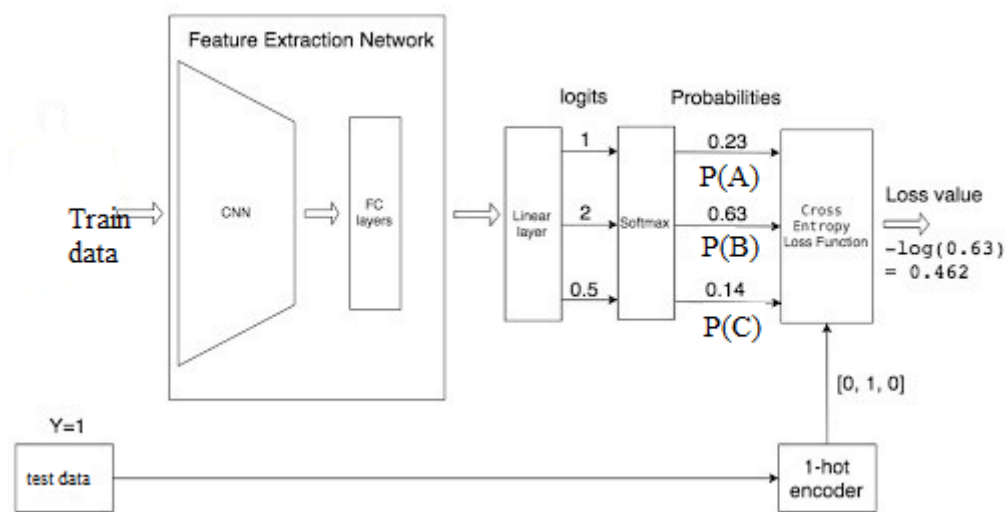 Feature Extraction Network
logits
Probabilities
1
0.23
P(A)
Train
data
CNN
FC
layers
Linear
layer
2
Softmax
0.63
P(B)
Cross
Entropy
Loss Function
Loss value
-log(0.63)
= 0.462
0.5
0.14
P(C)
[0, 1, 0]
Y=1
test data
1-hot
encoder